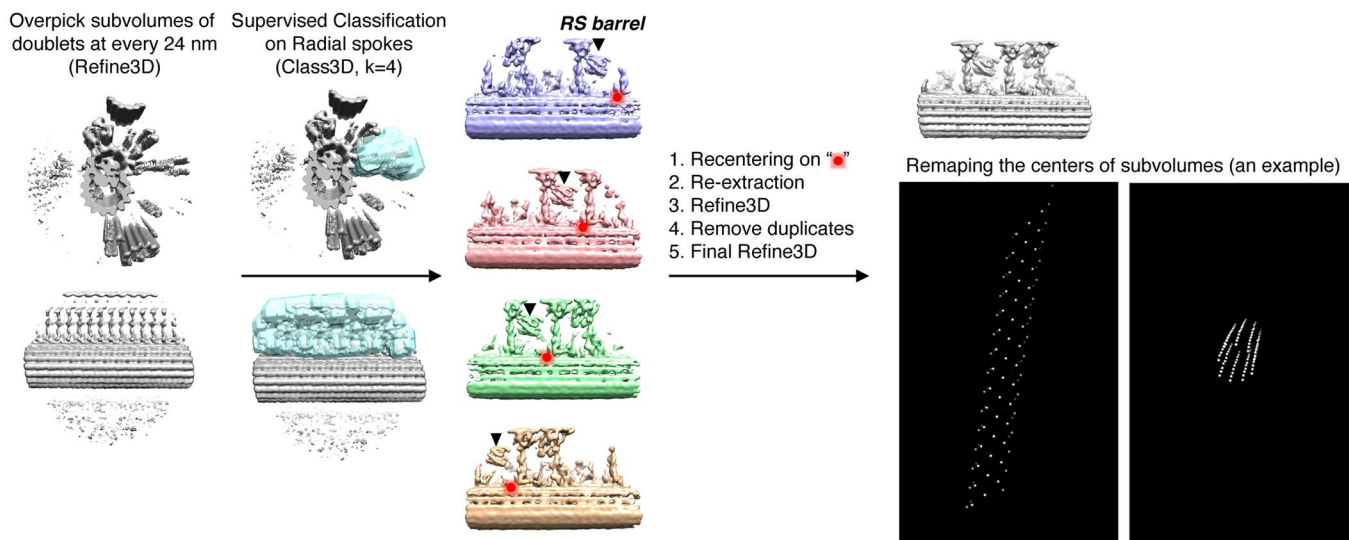 Overpick subvolumes of
doublets at every 24 nm
(Refine3D)
Supervised Classification
on Radial spokes
(Class3D, k=4)
RS barrel
1. Recentering on “ ”
2. Re-extraction
3. Refine3D
4. Remove duplicates
5. Final Refine3D
Remaping the centers of subvolumes (an example)